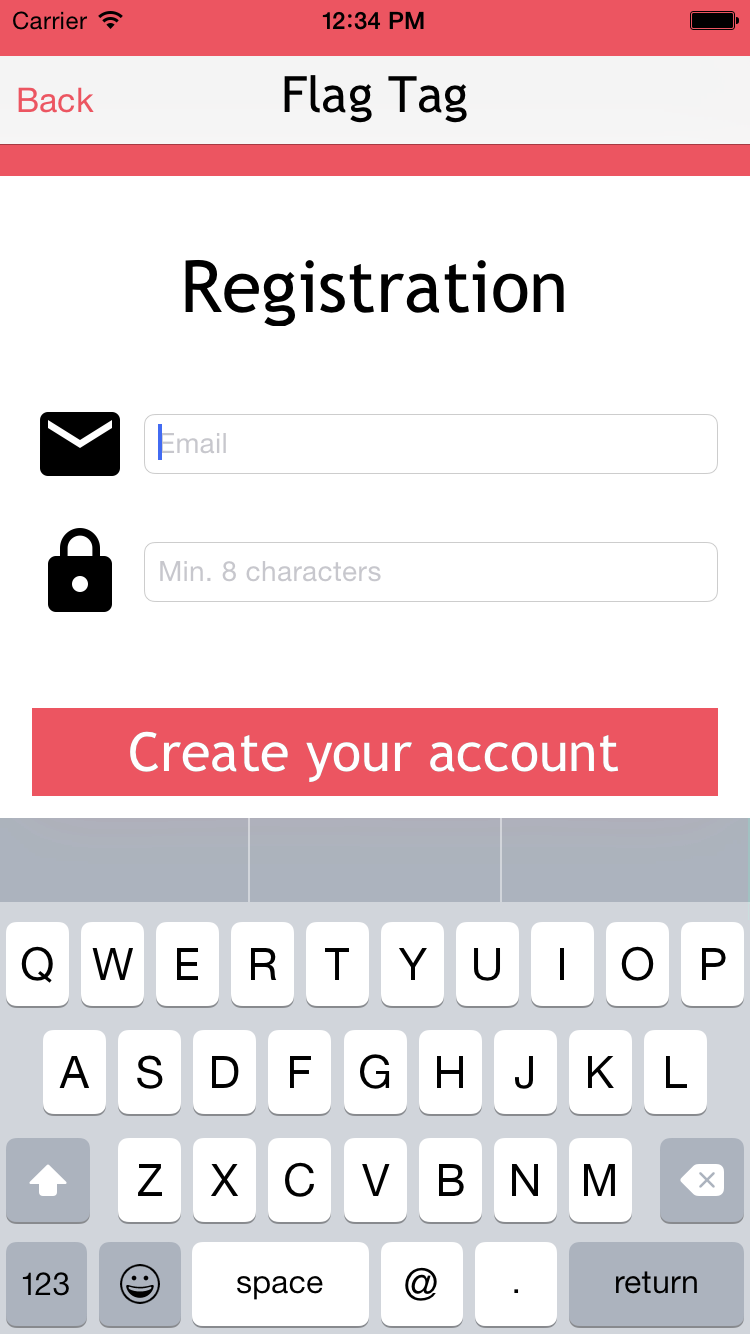 Carrier 12:34 PM
Back Flag Tag
Registration
Email
Min. 8 characters
Create your account
Q W E R T Y U I O P
A S D F G H J K L
Z X C V B N M
123 space @ . return